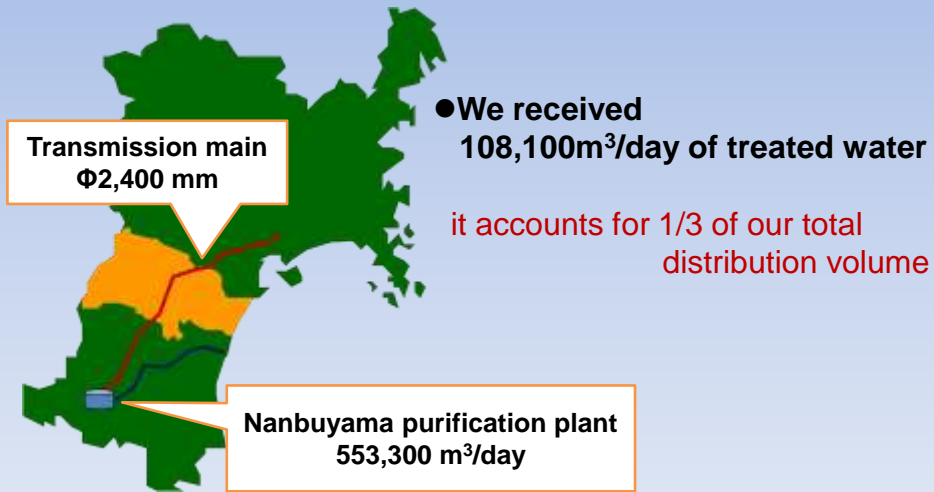 ●We received
108,100m³/day of treated water
Transmission main
Φ2,400 mm
it accounts for 1/3 of our total
distribution volume
Nanbuyama purification plant
553,300 m³/day